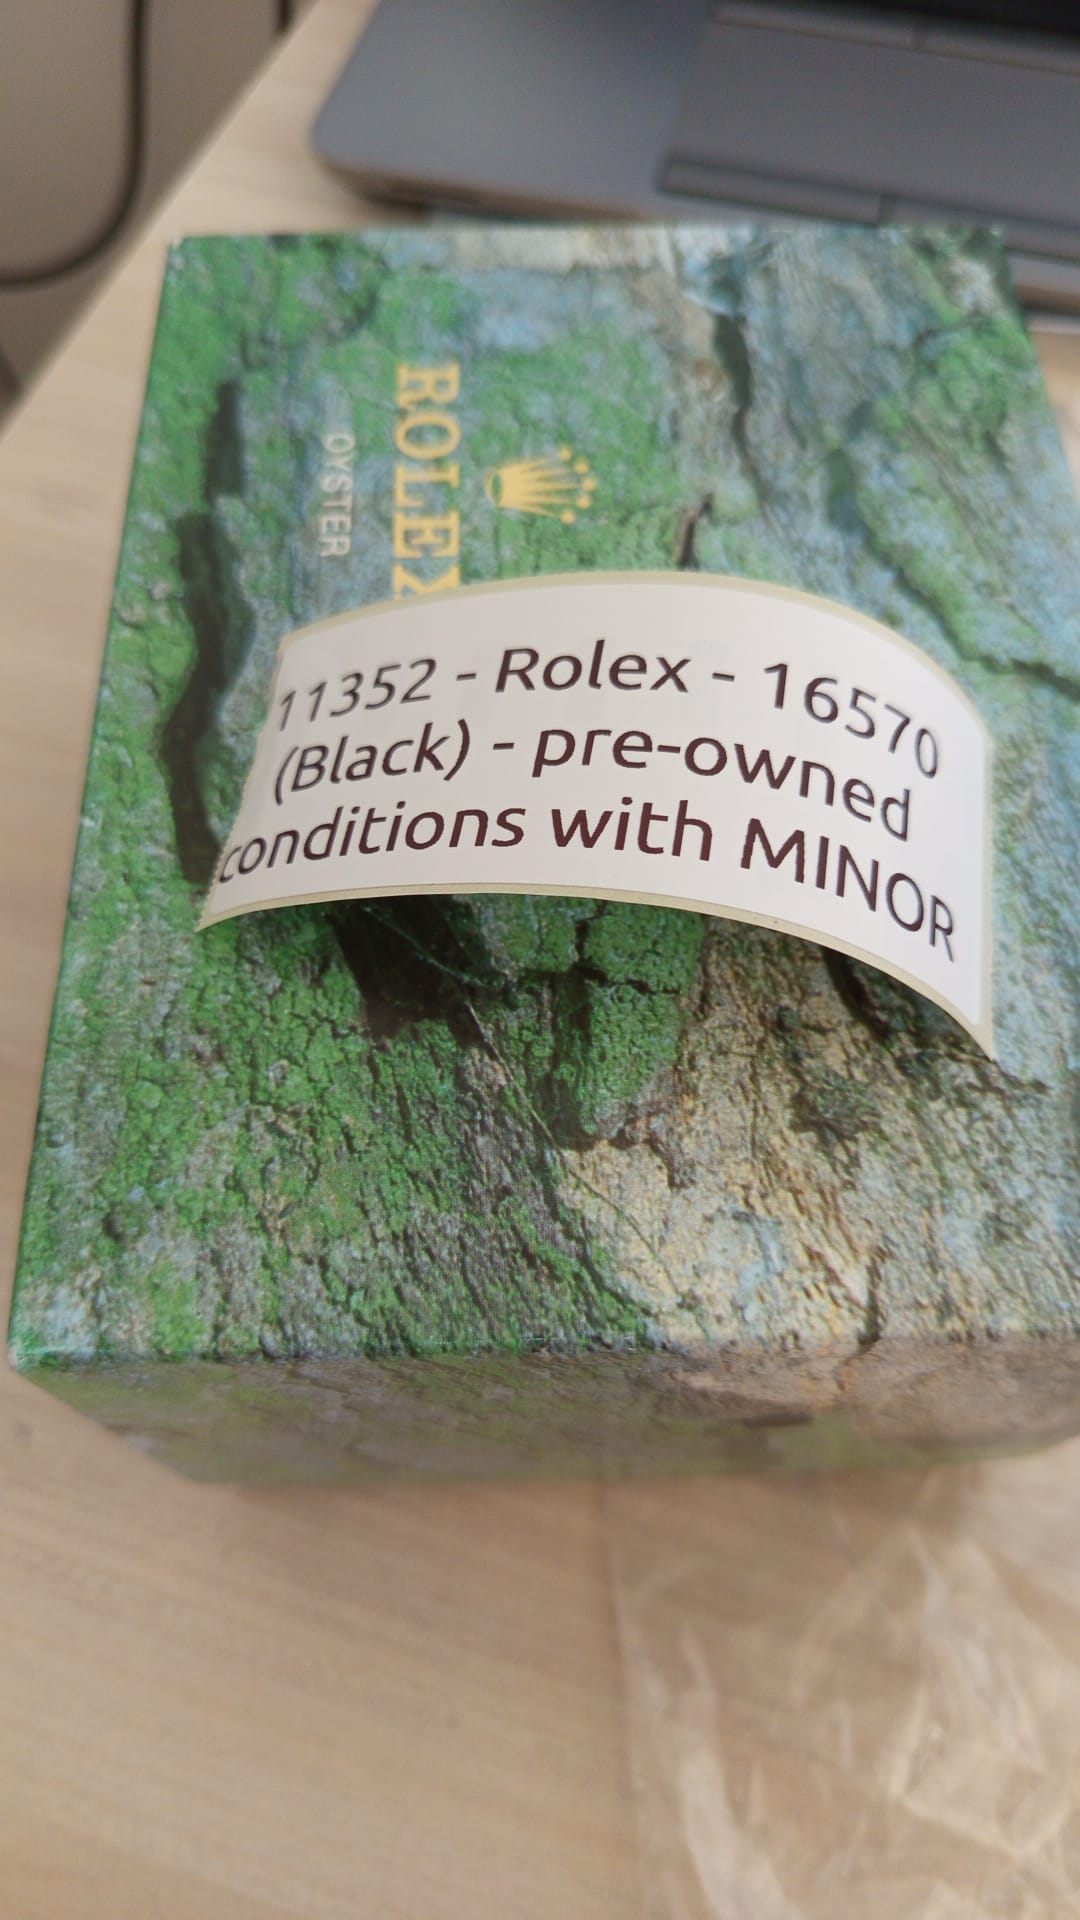 ROLEX
OYSTER
11352 - Rolex - 16570
(Black) - pre-owned
conditions with MINOR